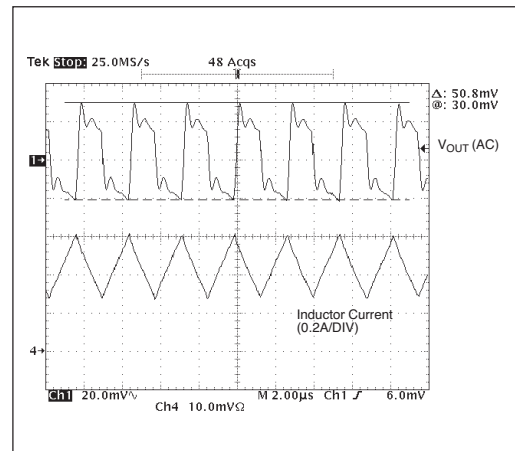 Tek Stop: 25.0MS/s 48 Acqs
Δ: 50.8mV
@: 30.0mV
VOUT (AC)
1
Inductor Current
(0.2A/DIV)
4
Ch1 20.0mV∿ M 2.00µs Ch1 ʃ 6.0mV
Ch4 10.0mVΩ